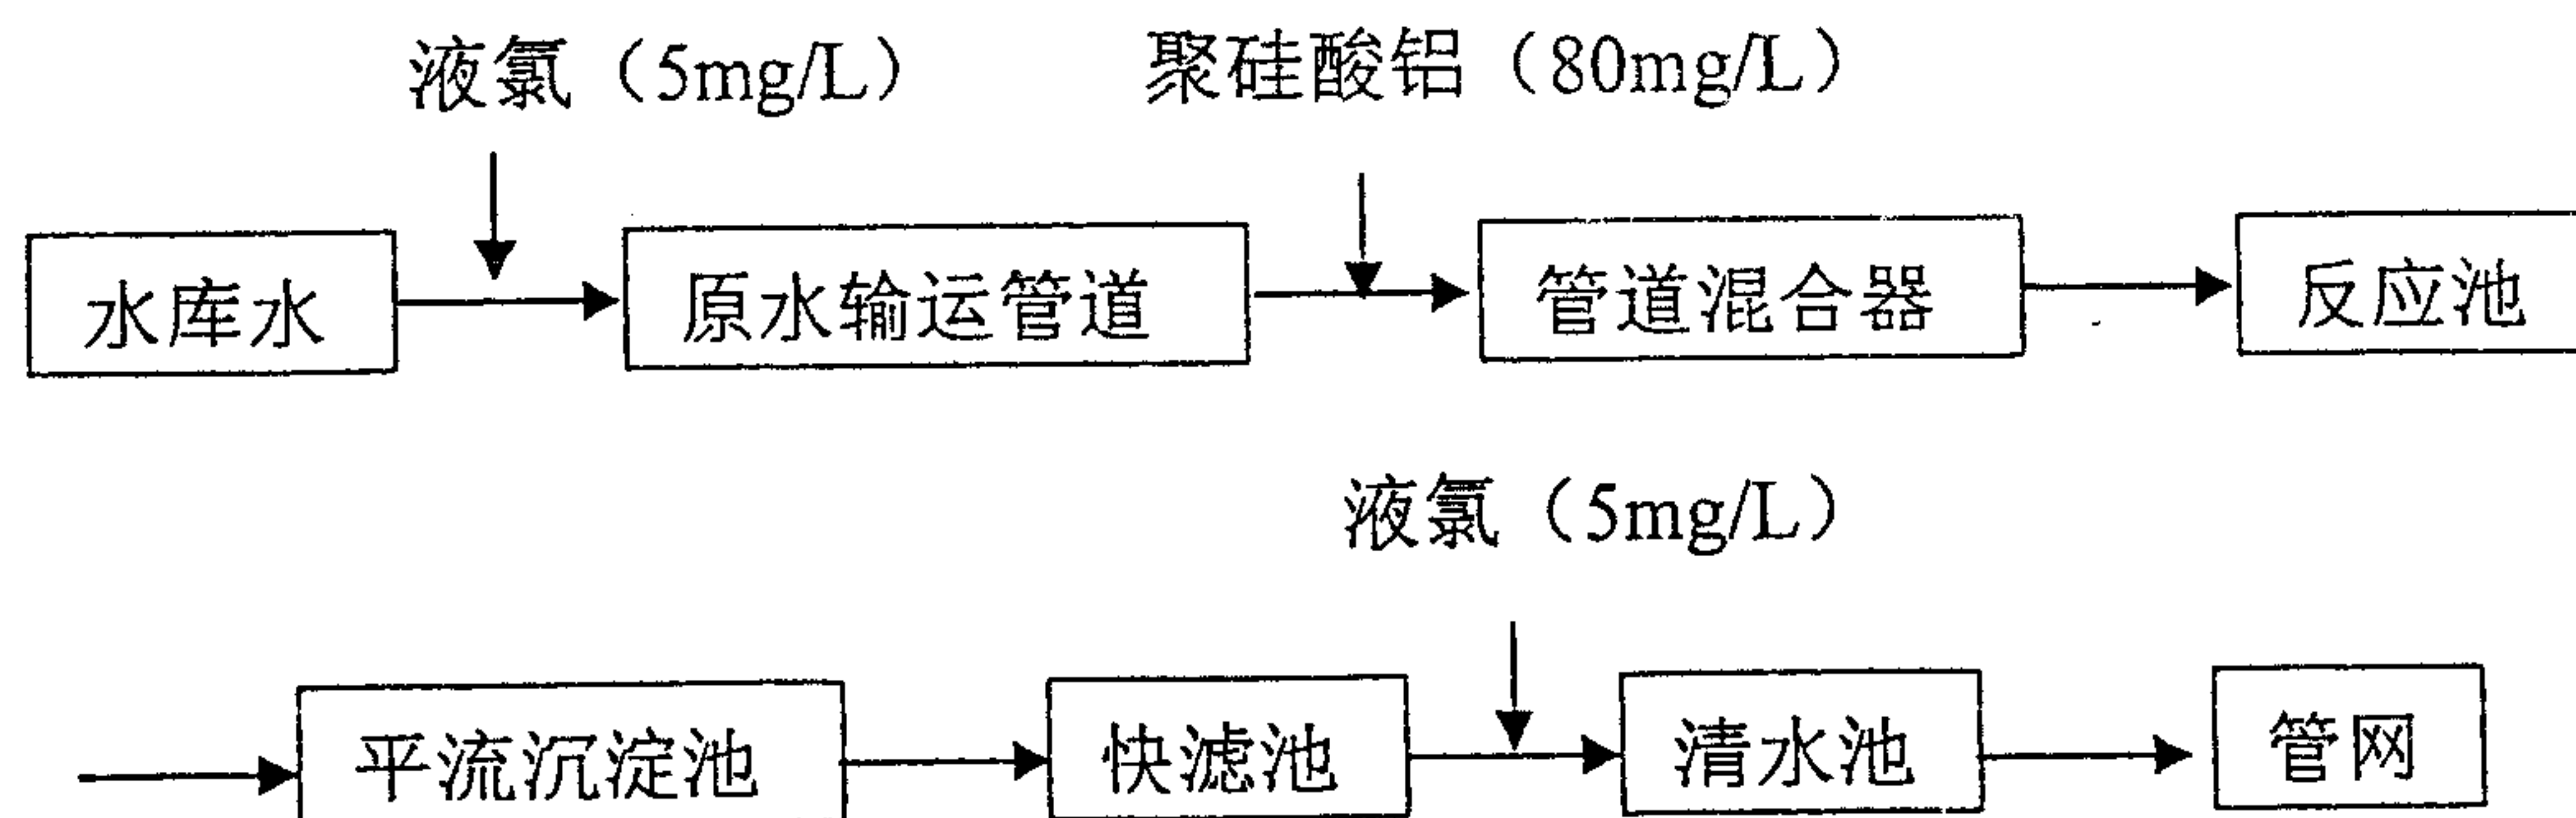 液氯（5mg/L） 聚硅酸铝（80mg/L）
水库水 原水输运管道 管道混合器 反应池
液氯（5mg/L）
平流沉淀池 快滤池 清水池 管网